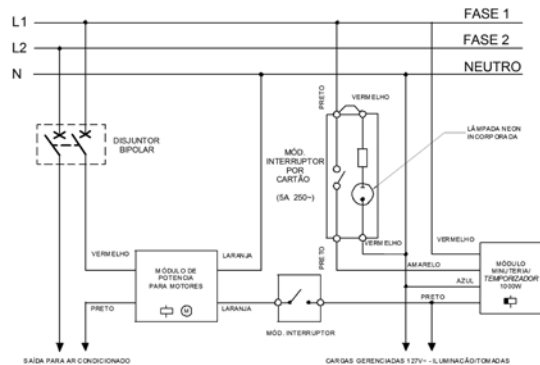 L1
FASE 1
L2
FASE 2
N
NEUTRO
DISJUNTOR
BIPOLAR
PRETO
VERMELHO
MÓD.
INTERRUPTOR
POR
CARTÃO
(5A 250~)
LÂMPADA NEON
INCORPORADA
VERMELHO
MÓDULO DE
POTENCIA
PARA MOTORES
M
LARANJA
PRETO
LARANJA
PRETO
VERMELHO
AMARELO
VERMELHO
AZUL
PRETO
MÓDULO
MINUTERIA/
TEMPORIZADOR
1000W
MÓD. INTERRUPTOR
SAÍDA PARA AR CONDICIONADO
CARGAS GERENCIADAS 127V~ - ILUMINAÇÃO/TOMADAS